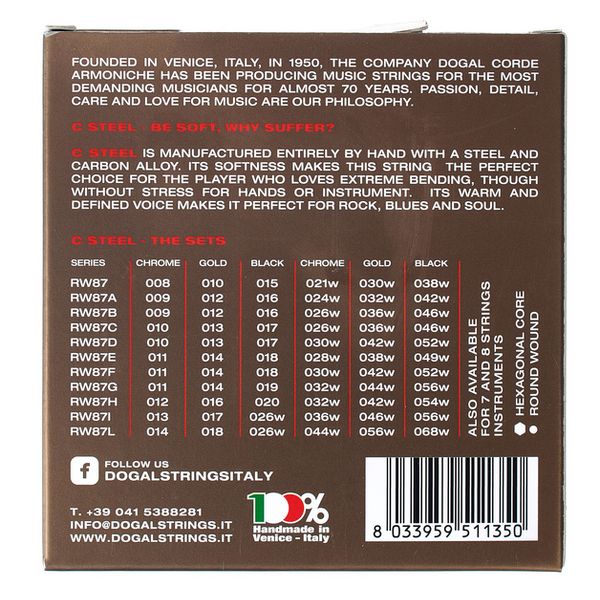 FOUNDED IN VENICE, ITALY, IN 1950, THE COMPANY DOGAL CORDE
ARMONICHE HAS BEEN PRODUCING MUSIC STRINGS FOR THE MOST
DEMANDING MUSICIANS FOR ALMOST 70 YEARS. PASSION, DETAIL,
CARE AND LOVE FOR MUSIC ARE OUR PHILOSOPHY.
C STEEL - BE SOFT, WHY SUFFER?
C STEEL IS MANUFACTURED ENTIRELY BY HAND WITH A STEEL AND
CARBON ALLOY. ITS SOFTNESS MAKES THIS STRING THE PERFECT
CHOICE FOR THE PLAYER WHO LOVES EXTREME BENDING, THOUGH
WITHOUT STRESS FOR HANDS OR INSTRUMENT. ITS WARM AND
DEFINED VOICE MAKES IT PERFECT FOR ROCK, BLUES AND SOUL.
C STEEL - THE SETS
SERIES CHROME GOLD BLACK CHROME GOLD BLACK
RW87 008 010 015 021w 030w 038w
RW87A 009 012 016 024w 032w 042w
RW87B 009 012 016 026w 036w 046w
RW87C 010 013 017 026w 036w 046w
RW87D 010 013 017 030w 042w 052w
RW87E 011 014 018 028w 038w 049w
RW87F 011 014 018 030w 042w 052w
RW87G 011 014 019 032w 044w 056w
RW87H 012 016 020 032w 042w 054w
RW87I 013 017 026w 036w 046w 056w
RW87L 014 018 026w 044w 056w 068w
ALSO AVAILABLE
FOR 7 AND 8 STRINGS
INSTRUMENTS
HEXAGONAL CORE
ROUND WOUND
f
FOLLOW US
DOGALSTRINGSITALY
T. +39 041 5388281
INFO@DOGALSTRINGS.IT
WWW.DOGALSTRINGS.IT
100%
Handmade in
Venice - Italy
8 033959 511350